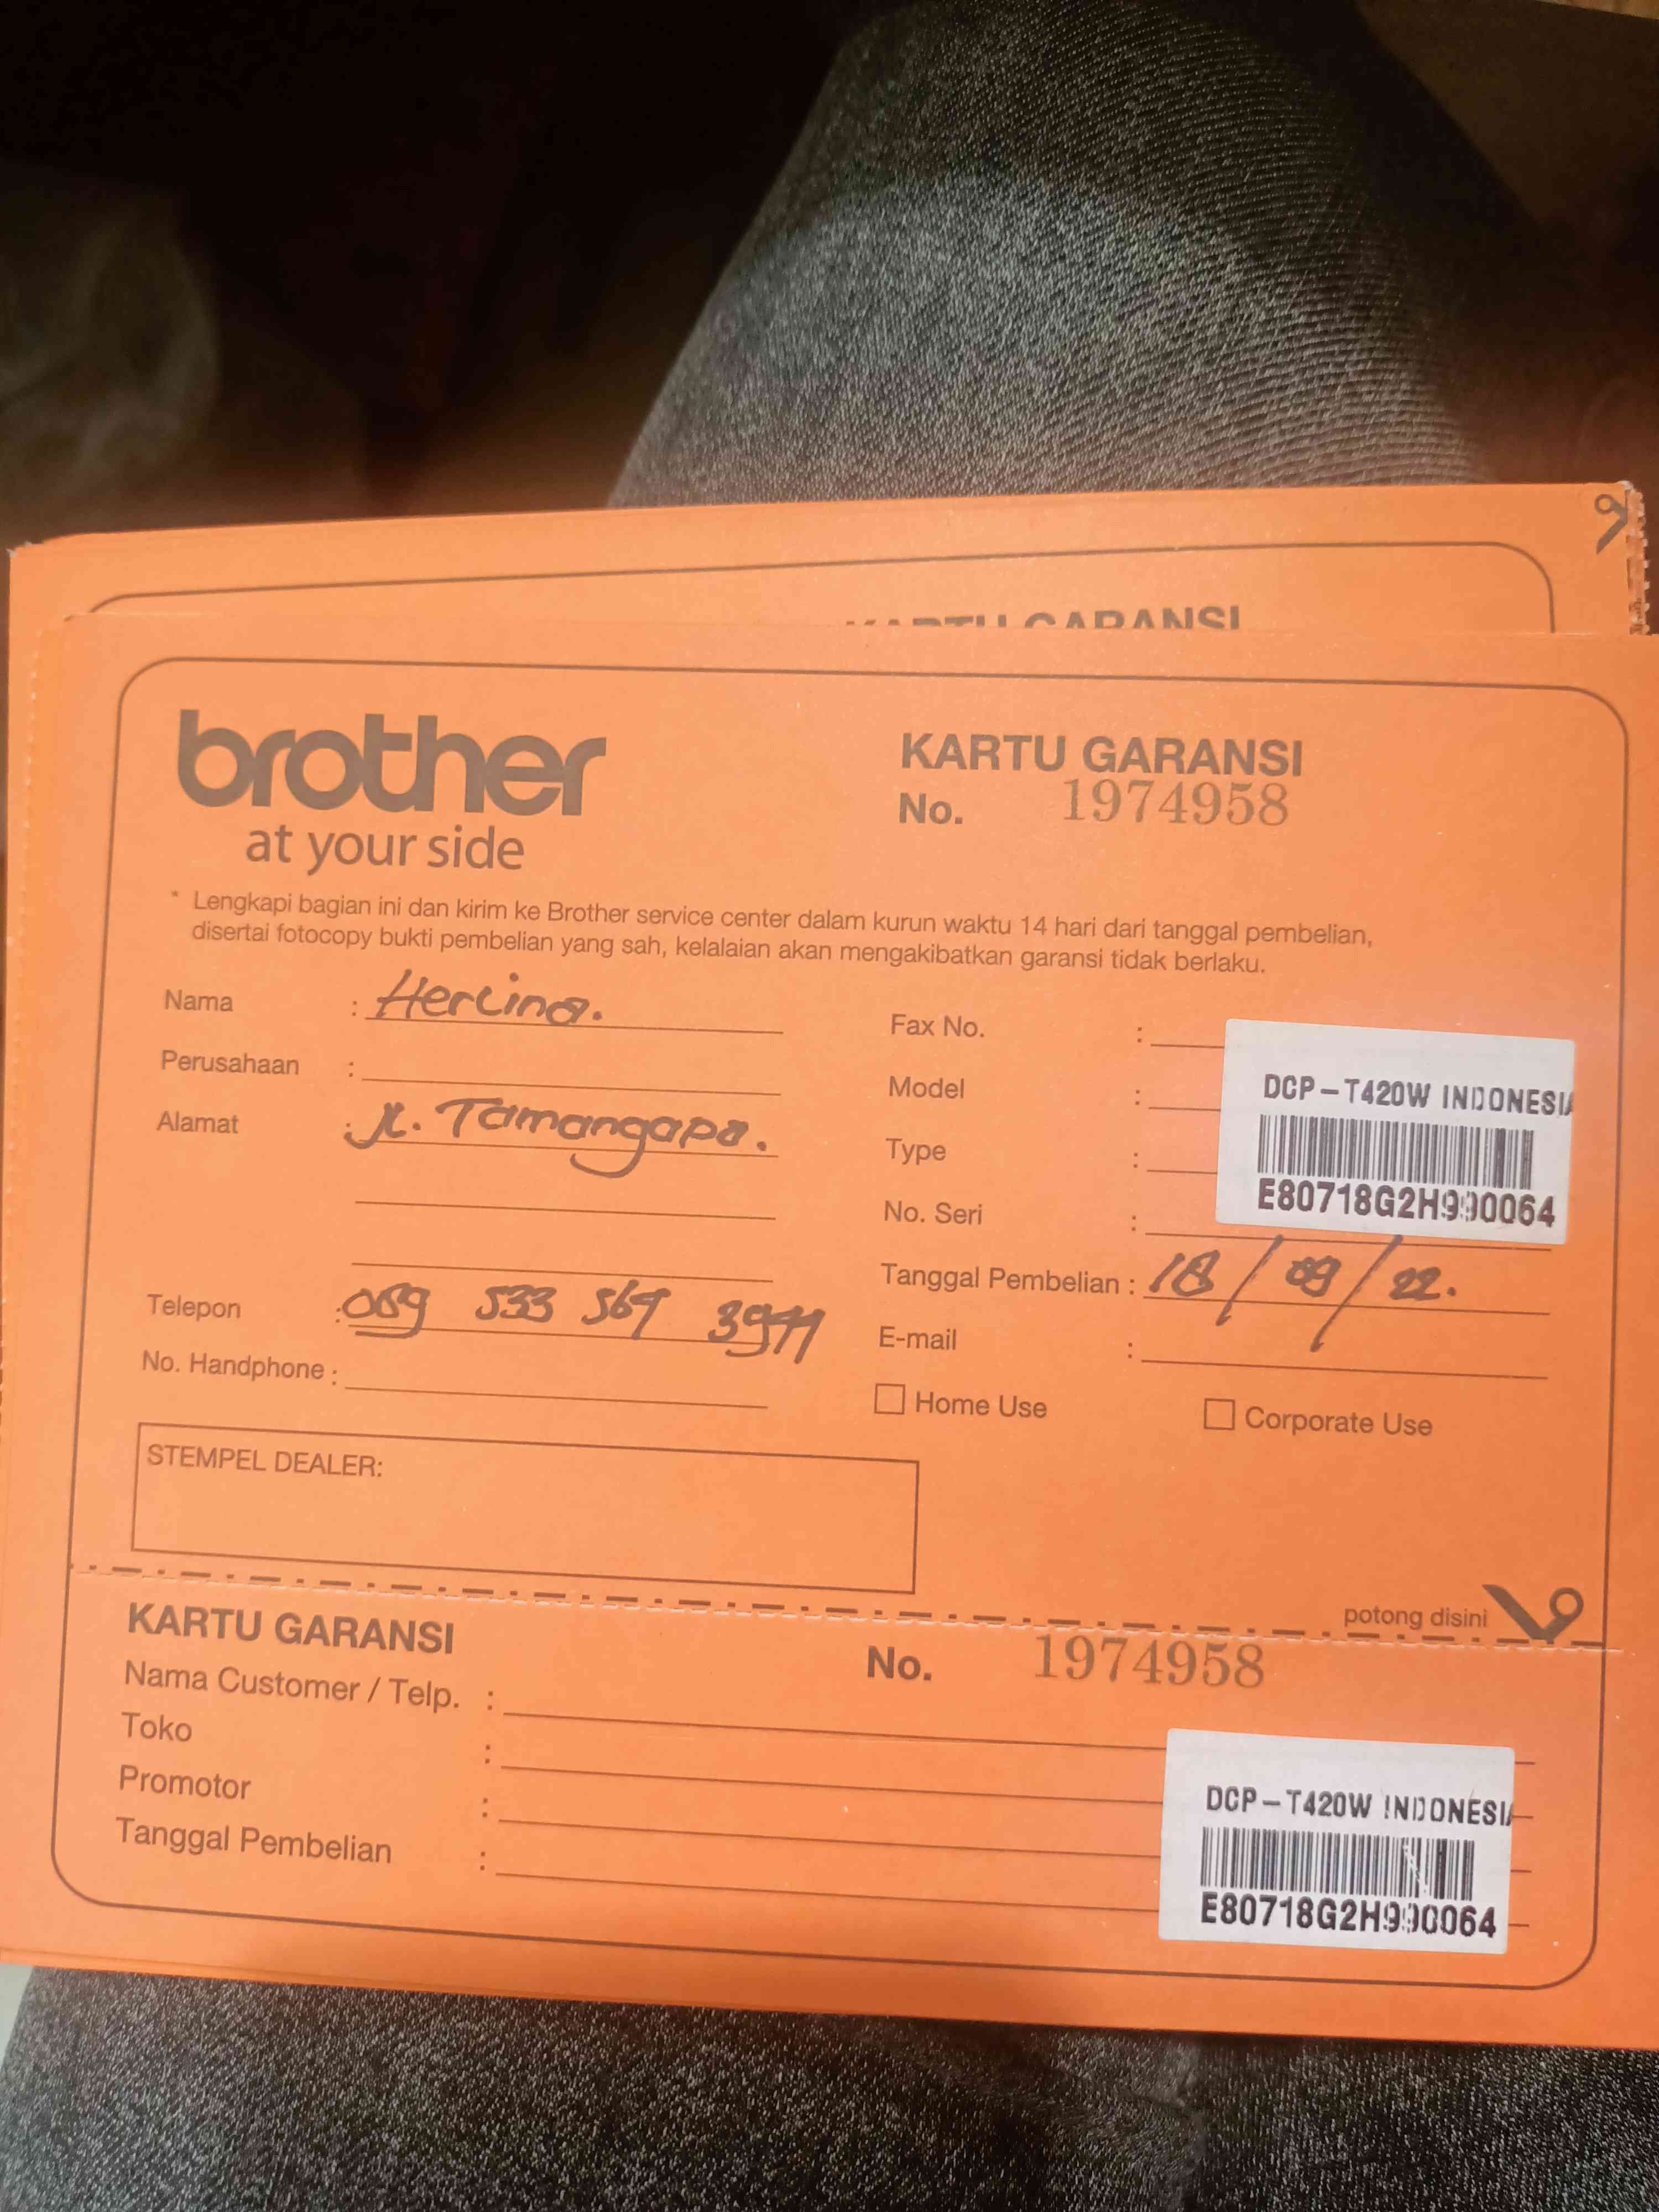 KARTU GARANSI
brother
at your side
KARTU GARANSI
No. 1974958
* Lengkapi bagian ini dan kirim ke Brother service center dalam kurun waktu 14 hari dari tanggal pembelian,
disertai fotocopy bukti pembelian yang sah, kelalaian akan mengakibatkan garansi tidak berlaku.
Nama : Herlina.
Perusahaan :
Alamat : Jl. Tamangapa.
Telepon : 089 533 569
No. Handphone :
Fax No. :
Model :
Type :
No. Seri :
DCP-T420W INDONESIA
E80718G2H990064
Tanggal Pembelian : 18 / 09 / 22.
E-mail :
Home Use
Corporate Use
STEMPEL DEALER:
potong disini
KARTU GARANSI
No. 1974958
Nama Customer / Telp. :
Toko :
Promotor :
Tanggal Pembelian :
DCP-T420W INDONESIA
E80718G2H990064